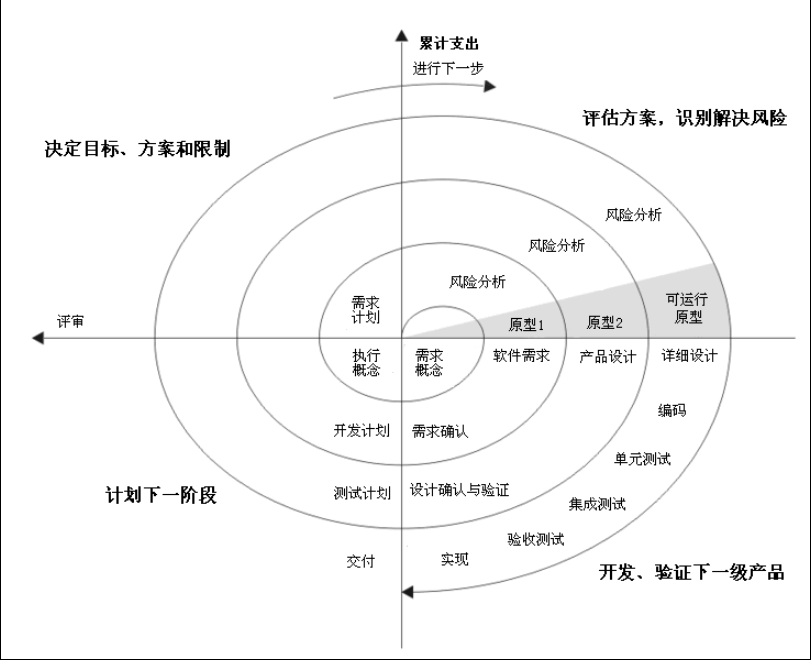 累计支出
进行下一步
评估方案，识别解决风险
决定目标、方案和限制
风险分析
风险分析
风险分析
需求
计划
可运行
原型
原型1
原型2
评审
执行
概念
需求
概念
软件需求
产品设计
详细设计
编码
开发计划
需求确认
单元测试
计划下一阶段
测试计划
设计确认与验证
集成测试
验收测试
交付
实现
开发、验证下一级产品